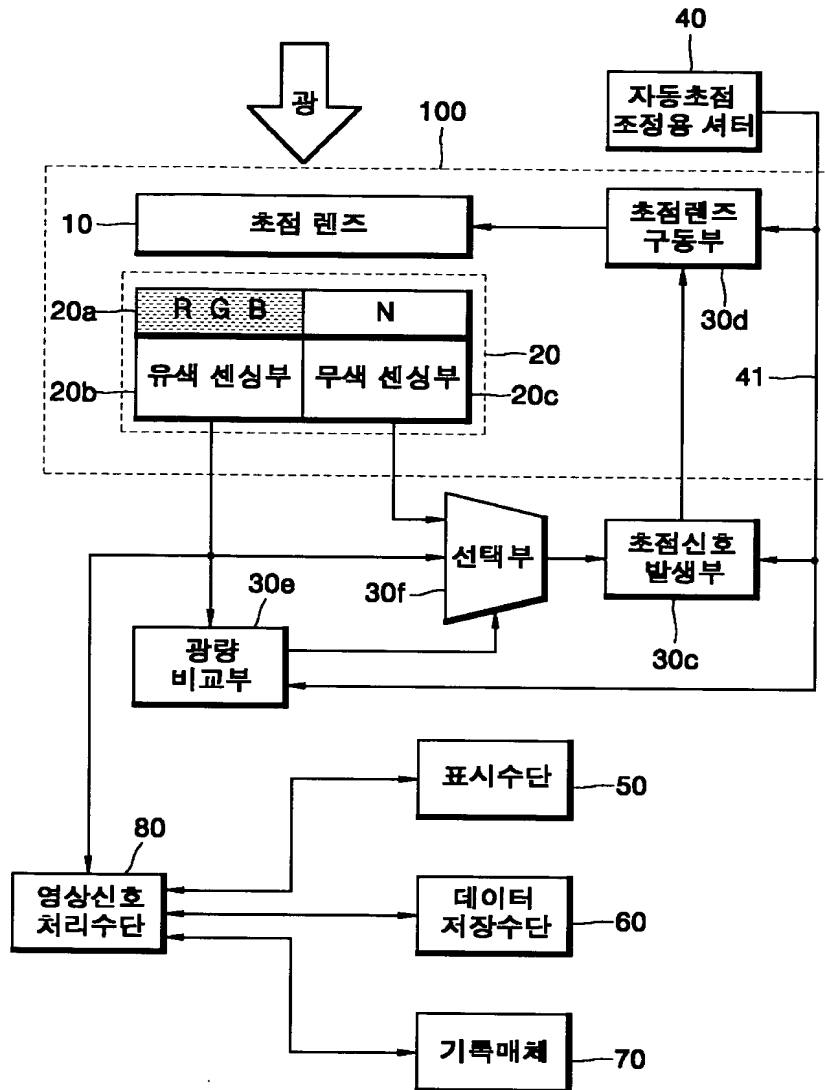 40
광
자동초점
조정용 셔터
100
10
초점 렌즈
초점렌즈
구동부
30d
20a
R G B
N
20
20b
유색 센싱부
무색 센싱부
20c
41
30e
30f
선택부
초점신호
발생부
30c
광량
비교부
표시수단
50
80
영상신호
처리수단
데이터
저장수단
60
기록매체
70